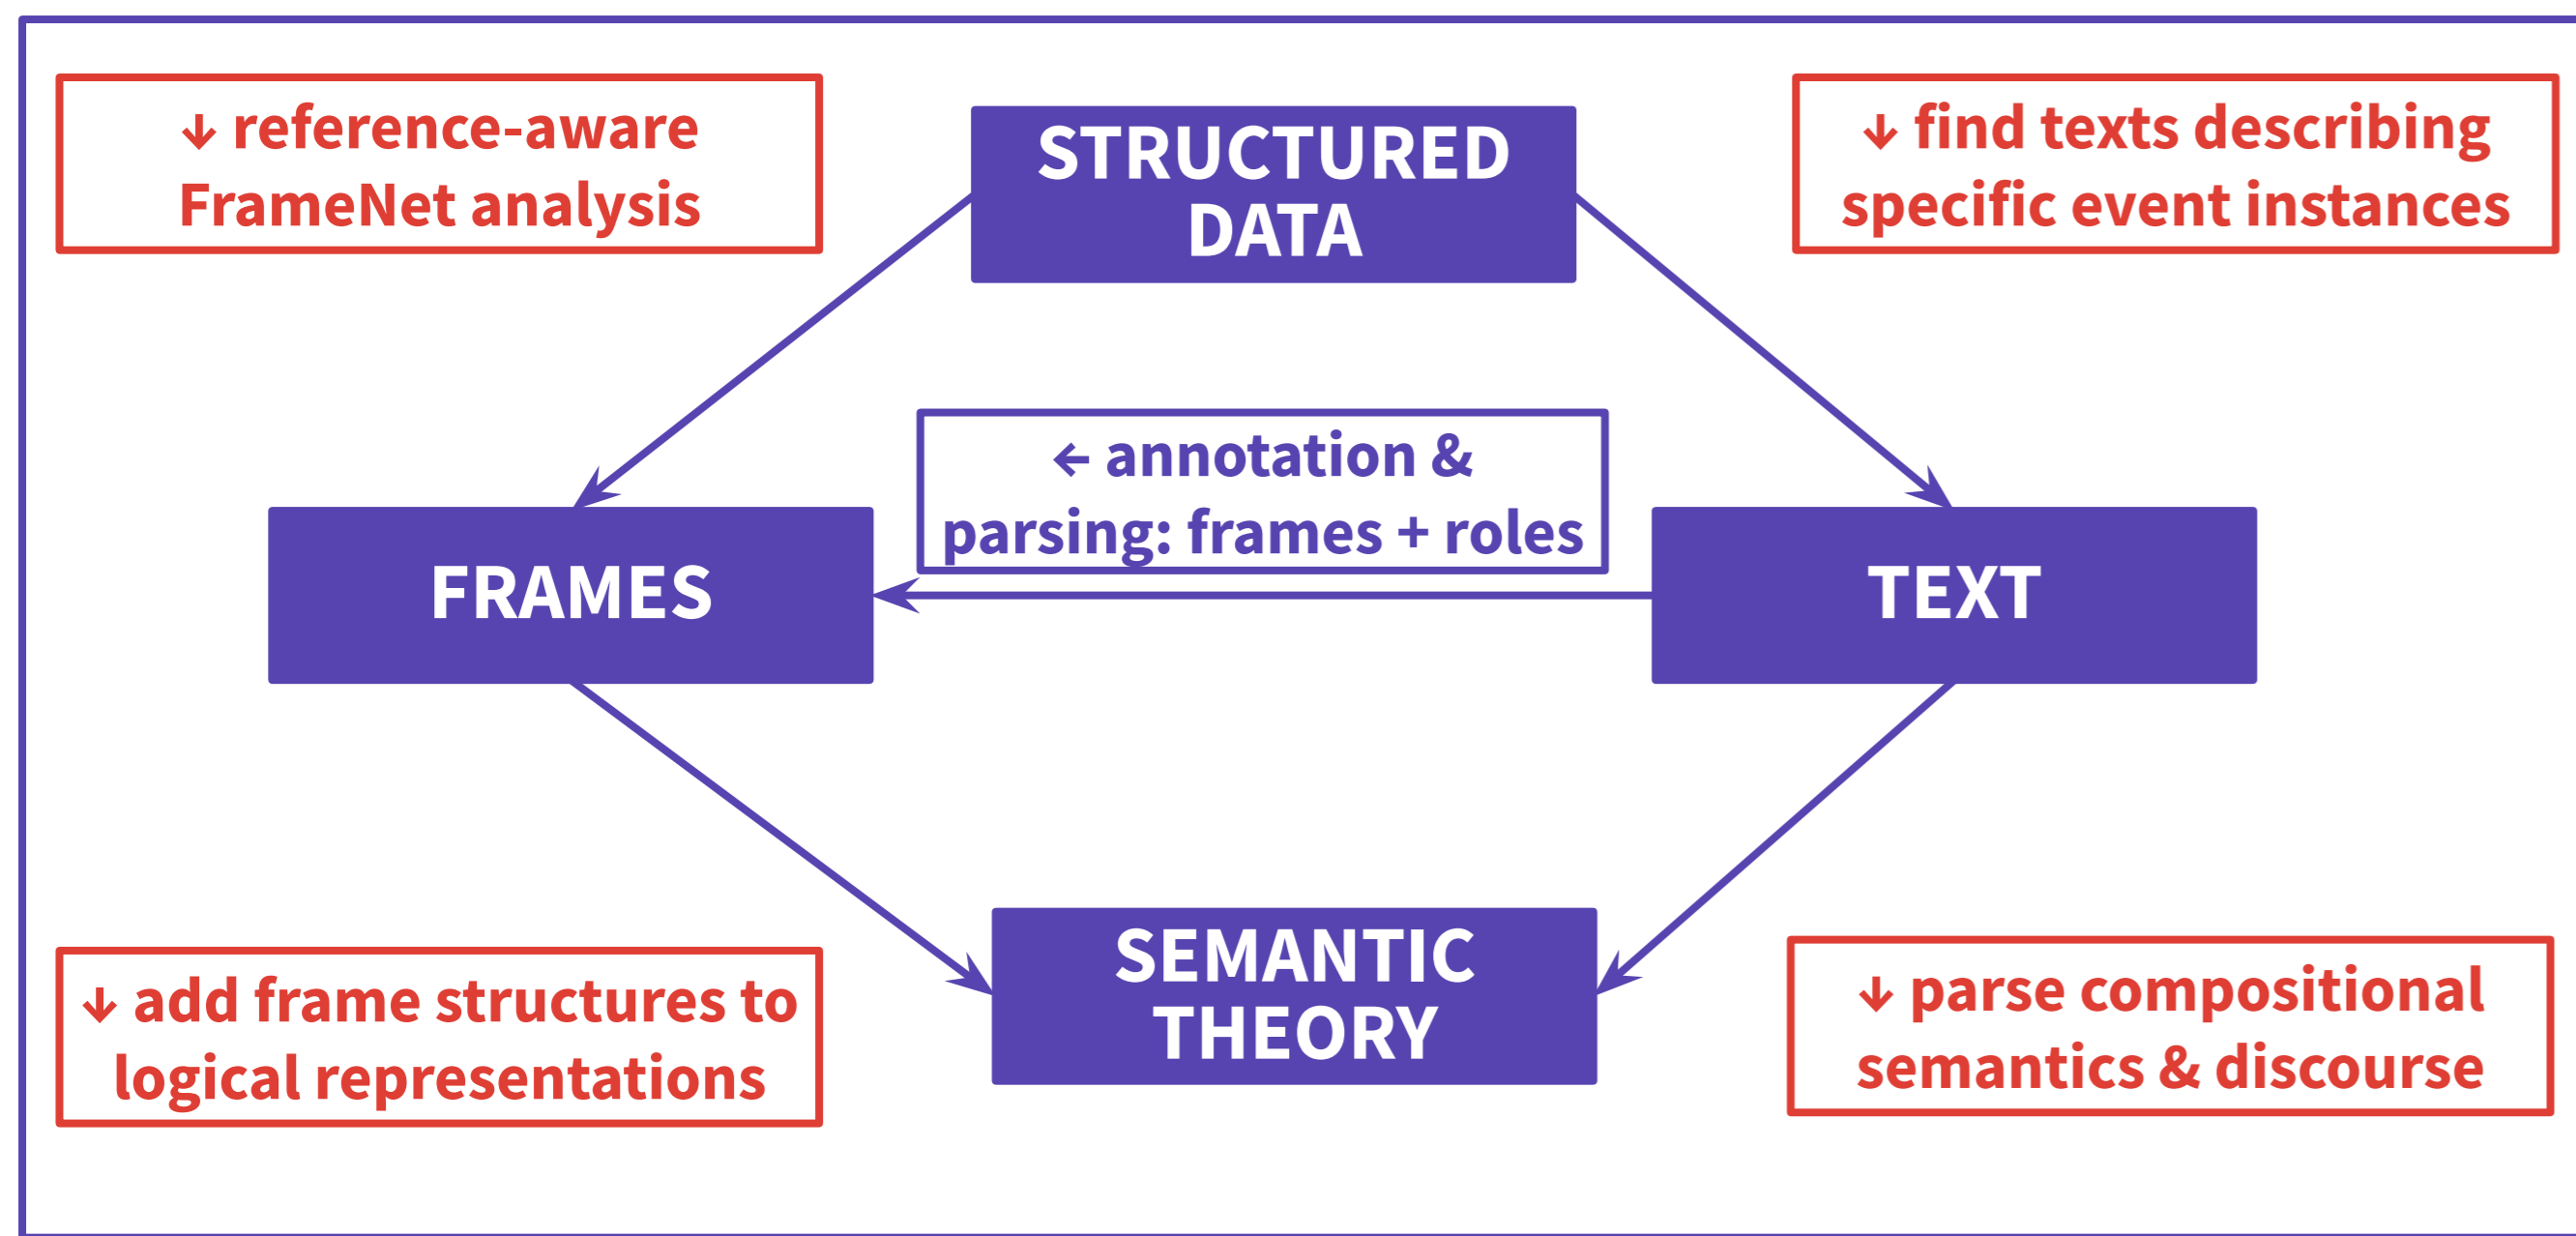 ↓ reference-aware
FrameNet analysis
STRUCTURED
DATA
↓ find texts describing
specific event instances
← annotation &
parsing: frames + roles
FRAMES
TEXT
SEMANTIC
THEORY
↓ add frame structures to
logical representations
↓ parse compositional
semantics & discourse